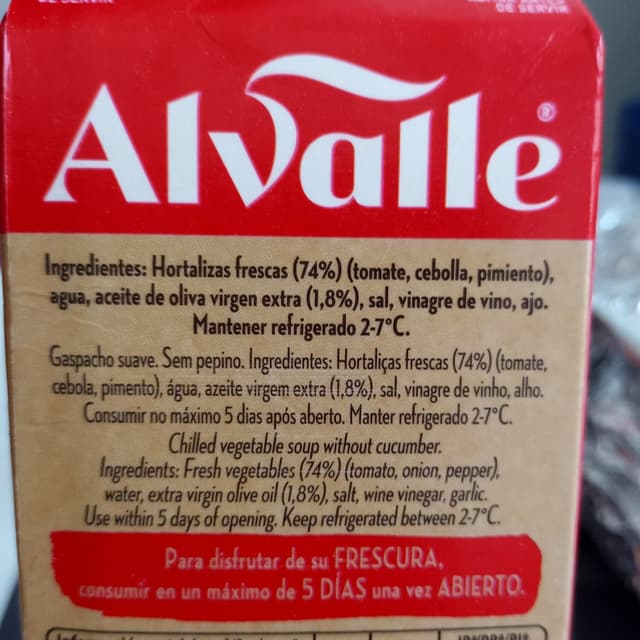 DE SERVIR
Alvalle®
Ingredientes: Hortalizas frescas (74%) (tomate, cebolla, pimiento),
agua, aceite de oliva virgen extra (1,8%), sal, vinagre de vino, ajo.
Mantener refrigerado 2-7°C.
Gaspacho suave. Sem pepino. Ingredientes: Hortaliças frescas (74%) (tomate,
cebola, pimento), água, azeite virgem extra (1,8%), sal, vinagre de vinho, alho.
Consumir no máximo 5 dias após aberto. Manter refrigerado 2-7°C.
Chilled vegetable soup without cucumber.
Ingredients: Fresh vegetables (74%) (tomato, onion, pepper),
water, extra virgin olive oil (1,8%), salt, wine vinegar, garlic.
Use within 5 days of opening. Keep refrigerated between 2-7°C.
Para disfrutar de su FRESCURA,
consumir en un máximo de 5 DÍAS una vez ABIERTO.